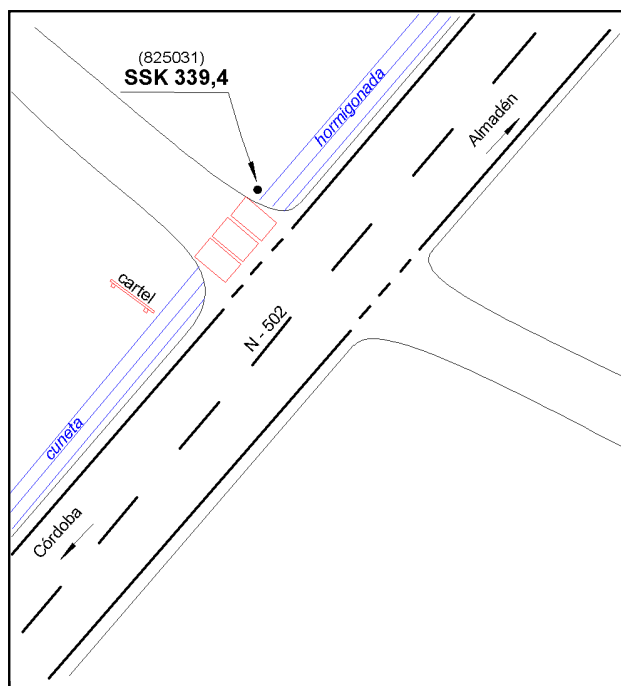 (825031)
SSK 339,4
hormigonada
Almadén
cartel
N - 502
cuneta
Córdoba